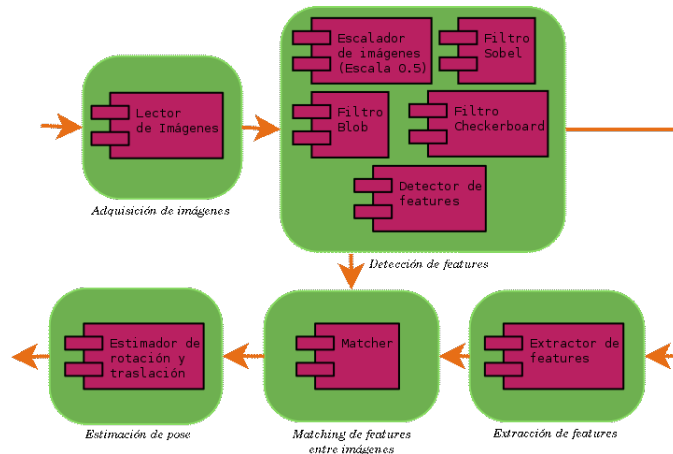 Escalador
de imágenes
(Escala 0.5)
Filtro
Sobel
Lector
de Imágenes
Filtro
Blob
Filtro
Checkerboard
Detector de
features
Adquisición de imágenes
Detección de features
Estimador de
rotación y
traslación
Matcher
Extractor de
features
Estimación de pose
Matching de features
entre imágenes
Extracción de features